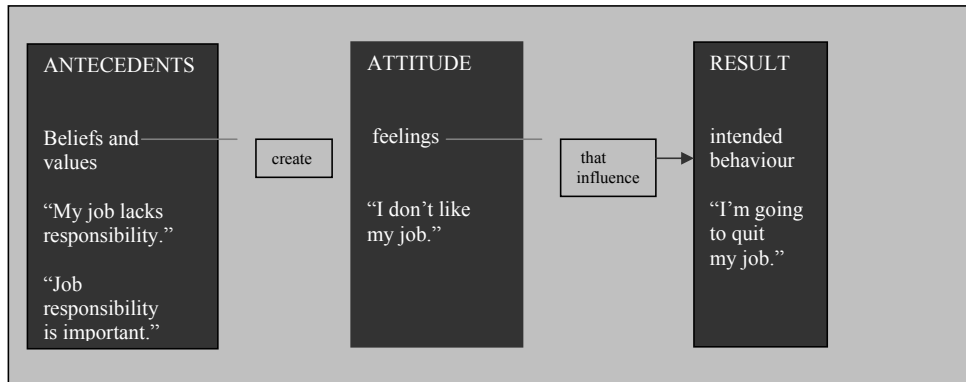 ANTECEDENTS
Beliefs and
values
“My job lacks
responsibility.”
“Job
responsibility
is important.”
create
ATTITUDE
feelings
“I don’t like
my job.”
that
influence
RESULT
intended
behaviour
“I’m going
to quit
my job.”